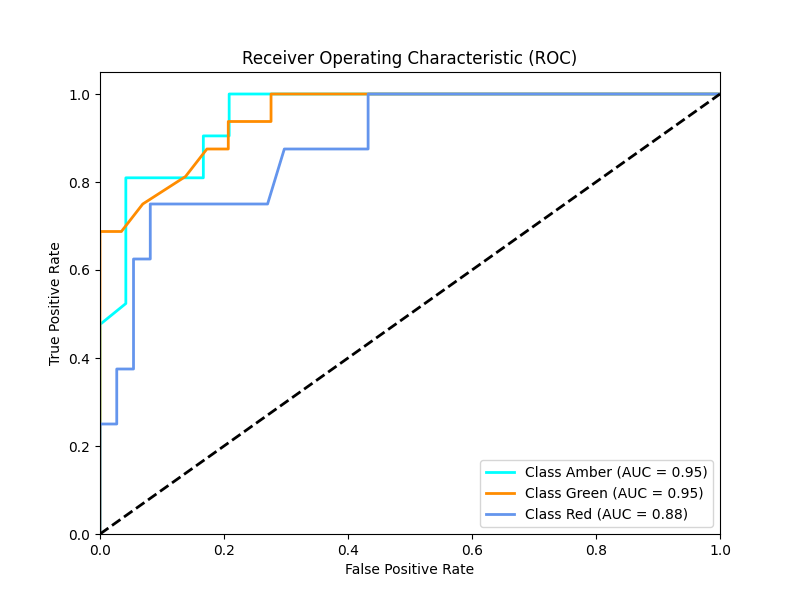 Receiver Operating Characteristic (ROC)
True Positive Rate
1.0
0.8
0.6
0.4
0.2
0.0
Class Amber (AUC = 0.95)
Class Green (AUC = 0.95)
Class Red (AUC = 0.88)
0.0 0.2 0.4 0.6 0.8 1.0
False Positive Rate